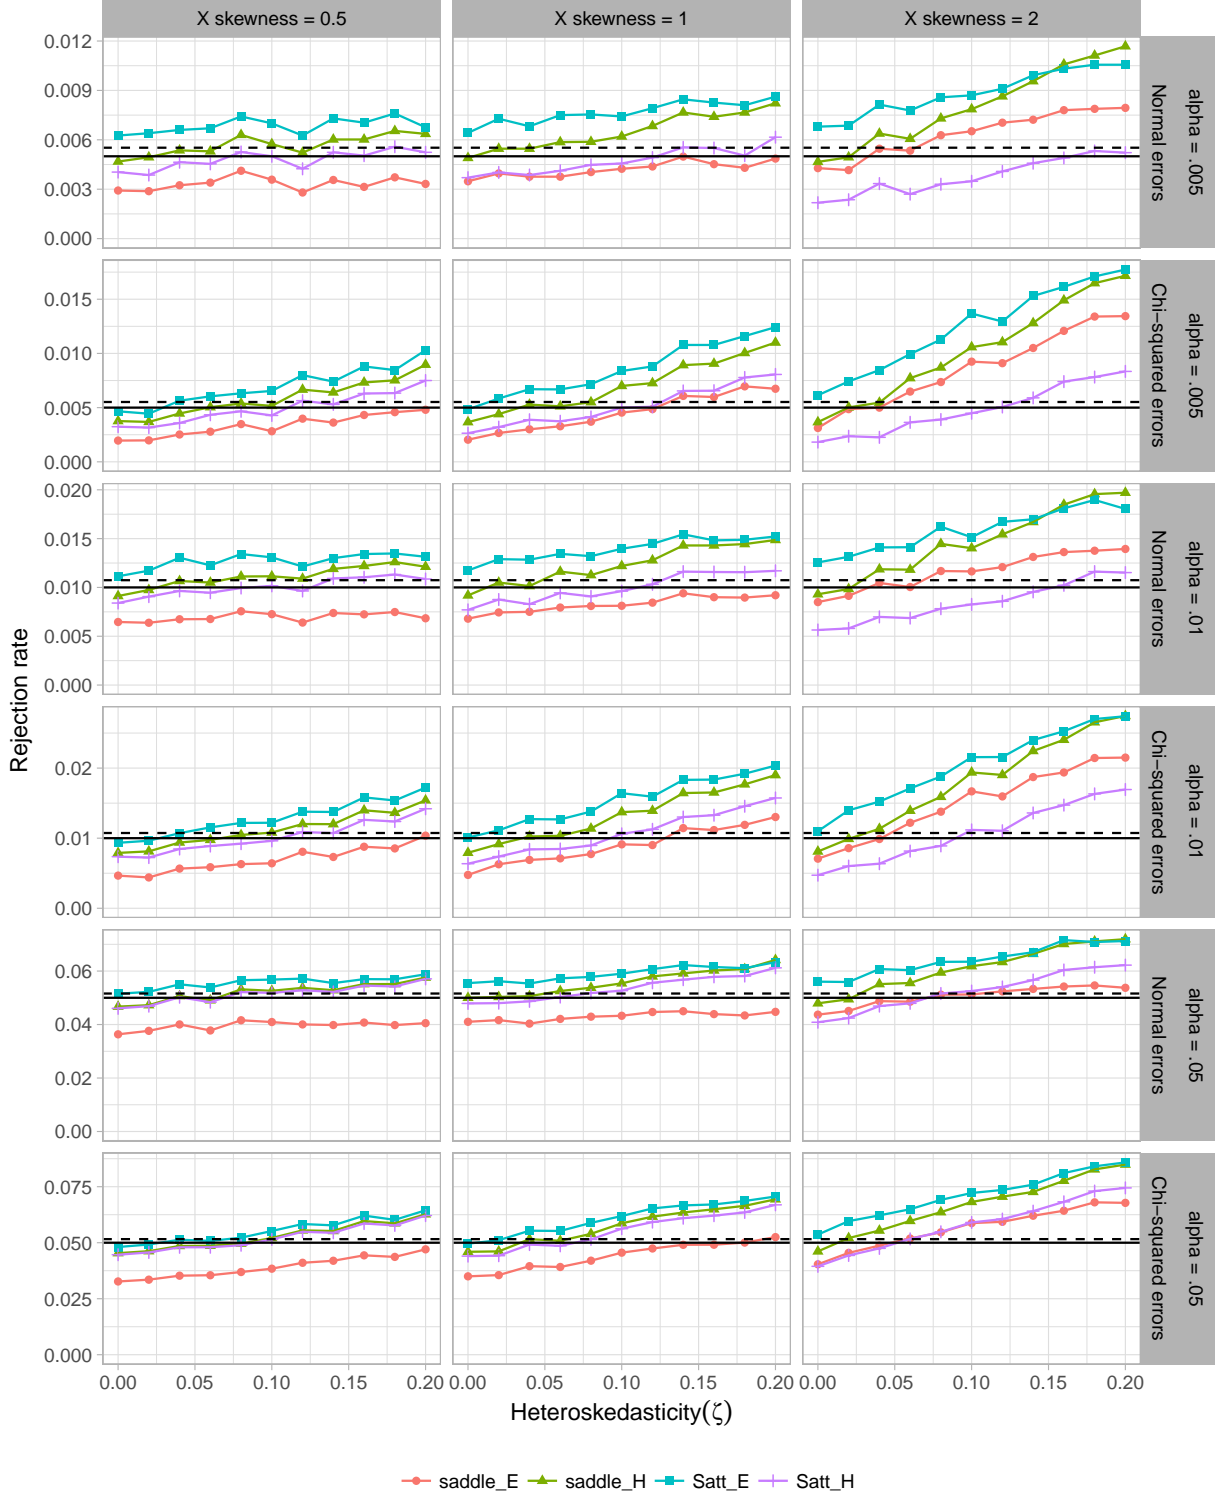 X skewness = 0.5
X skewness = 1
X skewness = 2
0.012
0.009
0.006
0.003
0.000
alpha = .005
Normal errors
0.015
0.010
0.005
0.000
alpha = .005
Chi−squared errors
0.020
0.015
0.010
0.005
0.000
alpha = .01
Normal errors
0.02
0.01
0.00
alpha = .01
Chi−squared errors
0.06
0.04
0.02
0.00
alpha = .05
Normal errors
0.075
0.050
0.025
0.000
alpha = .05
Chi−squared errors
Rejection rate
0.00 0.05 0.10 0.15 0.20 0.00 0.05 0.10 0.15 0.20 0.00 0.05 0.10 0.15 0.20
Heteroskedasticity(ζ)
saddle_E saddle_H Satt_E Satt_H